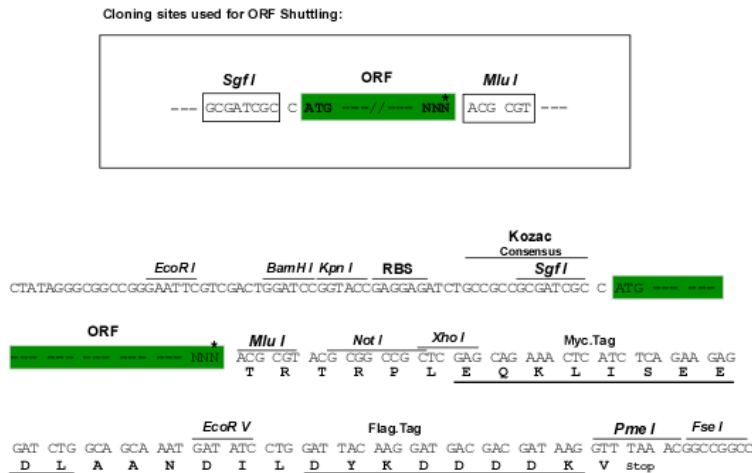 Cloning sites used for ORF Shuttling:
Sgf I ORF Mlu I
--- GCGATCGC C ATG ---//--- NNN* ACG CGT ---
Kozac
Consensus
EcoR I BamH I Kpn I RBS Sgf I
CTATAGGGCGGCCGGGAATTCGTCGACTGGATCCGGTACCGAGGAGATCTGCCGCCGCGATCGC C ATG --- ---
ORF Mlu I Not I Xho I Myc.Tag
--- --- --- --- --- --- NNN* ACG CGT ACG CGG CCG CTC GAG CAG AAA CTC ATC TCA GAA GAG
T R T R P L E Q K L I S E E
EcoR V Flag.Tag Pme I Fse I
GAT CTG GCA GCA AAT GAT ATC CTG GAT TAC AAG GAT GAC GAC GAT AAG GTT TAA ACGGCCGGCC
D L A A N D I L D Y K D D D D K V Stop